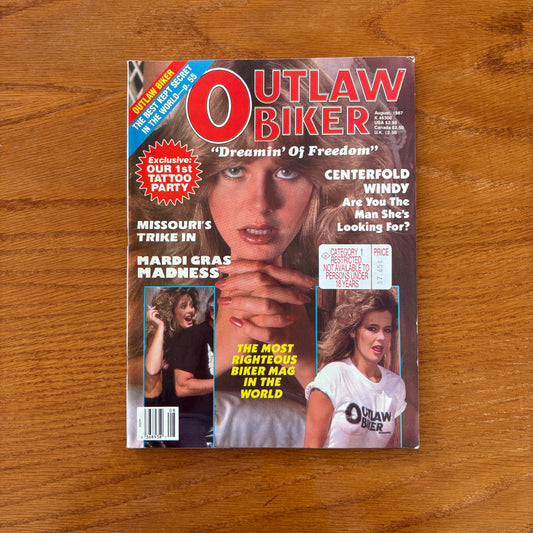 OUTLAW BIKER
THE BEST KEPT SECRET
IN THE WORLD—p. 55
OUTLAW
BIKER
August, 1987
K 48300
USA $2.95
Canada $3.50
"Dreamin' Of Freedom"
Exclusive:
OUR 1st
TATTOO
PARTY
CENTERFOLD
WINDY
Are You The
Man She's
Looking For?
MISSOURI'S
TRIKE IN
MARDI GRAS
MADNESS
CATEGORY 1
RESTRICTED
NOT AVAILABLE TO
PERSONS UNDER
18 YEARS
PRICE
THE MOST
RIGHTEOUS
BIKER MAG
IN THE
WORLD
OUTLAW
BIKER
08